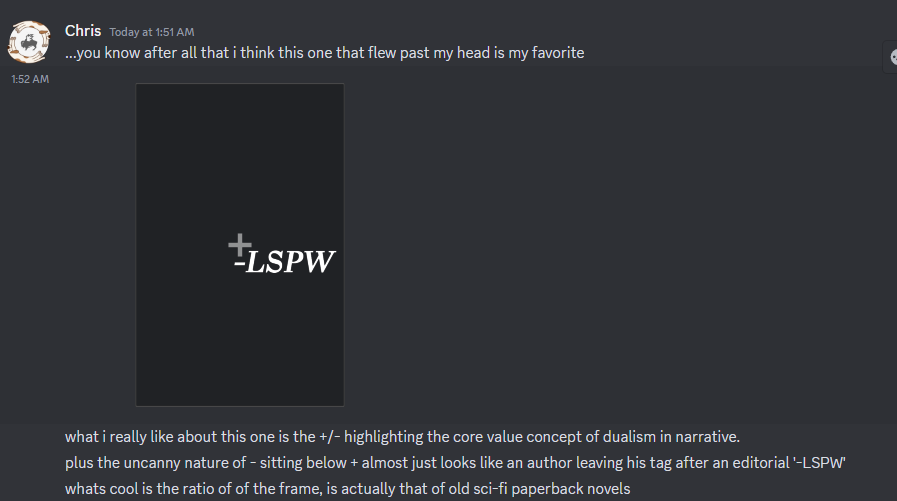 Chris Today at 1:51 AM
...you know after all that i think this one that flew past my head is my favorite
1:52 AM
+
-LSPW
what i really like about this one is the +/- highlighting the core value concept of dualism in narrative.
plus the uncanny nature of - sitting below + almost just looks like an author leaving his tag after an editorial '-LSPW'
whats cool is the ratio of of the frame, is actually that of old sci-fi paperback novels